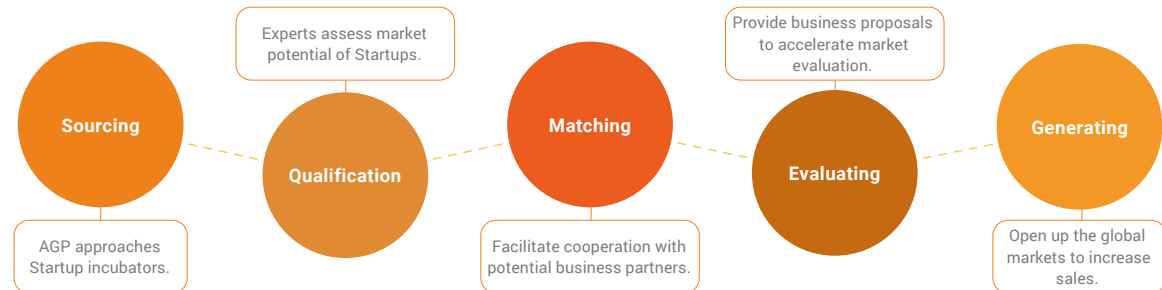 Sourcing
AGP approaches
Startup incubators.
Experts assess market
potential of Startups.
Qualification
Matching
Facilitate cooperation with
potential business partners.
Provide business proposals
to accelerate market
evaluation.
Evaluating
Generating
Open up the global
markets to increase
sales.